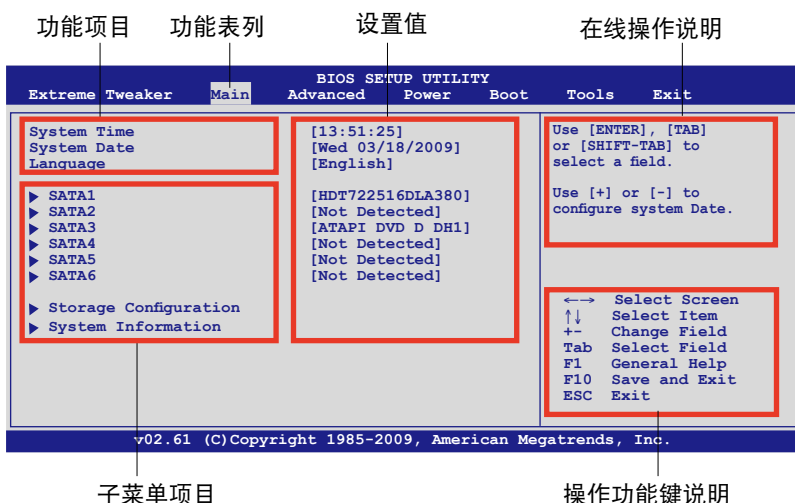 功能项目 功能表列 设置值 在线操作说明
BIOS SETUP UTILITY
Extreme Tweaker Main Advanced Power Boot Tools Exit
System Time [13:51:25]
System Date [Wed 03/18/2009]
Language [English]
▶ SATA1 [HDT722516DLA380]
▶ SATA2 [Not Detected]
▶ SATA3 [ATAPI DVD D DH1]
▶ SATA4 [Not Detected]
▶ SATA5 [Not Detected]
▶ SATA6 [Not Detected]
▶ Storage Configuration
▶ System Information
Use [ENTER], [TAB]
or [SHIFT-TAB] to
select a field.
Use [+] or [-] to
configure system Date.
←→ Select Screen
↑↓ Select Item
+- Change Field
Tab Select Field
F1 General Help
F10 Save and Exit
ESC Exit
v02.61 (C)Copyright 1985-2009, American Megatrends, Inc.
子菜单项目 操作功能键说明